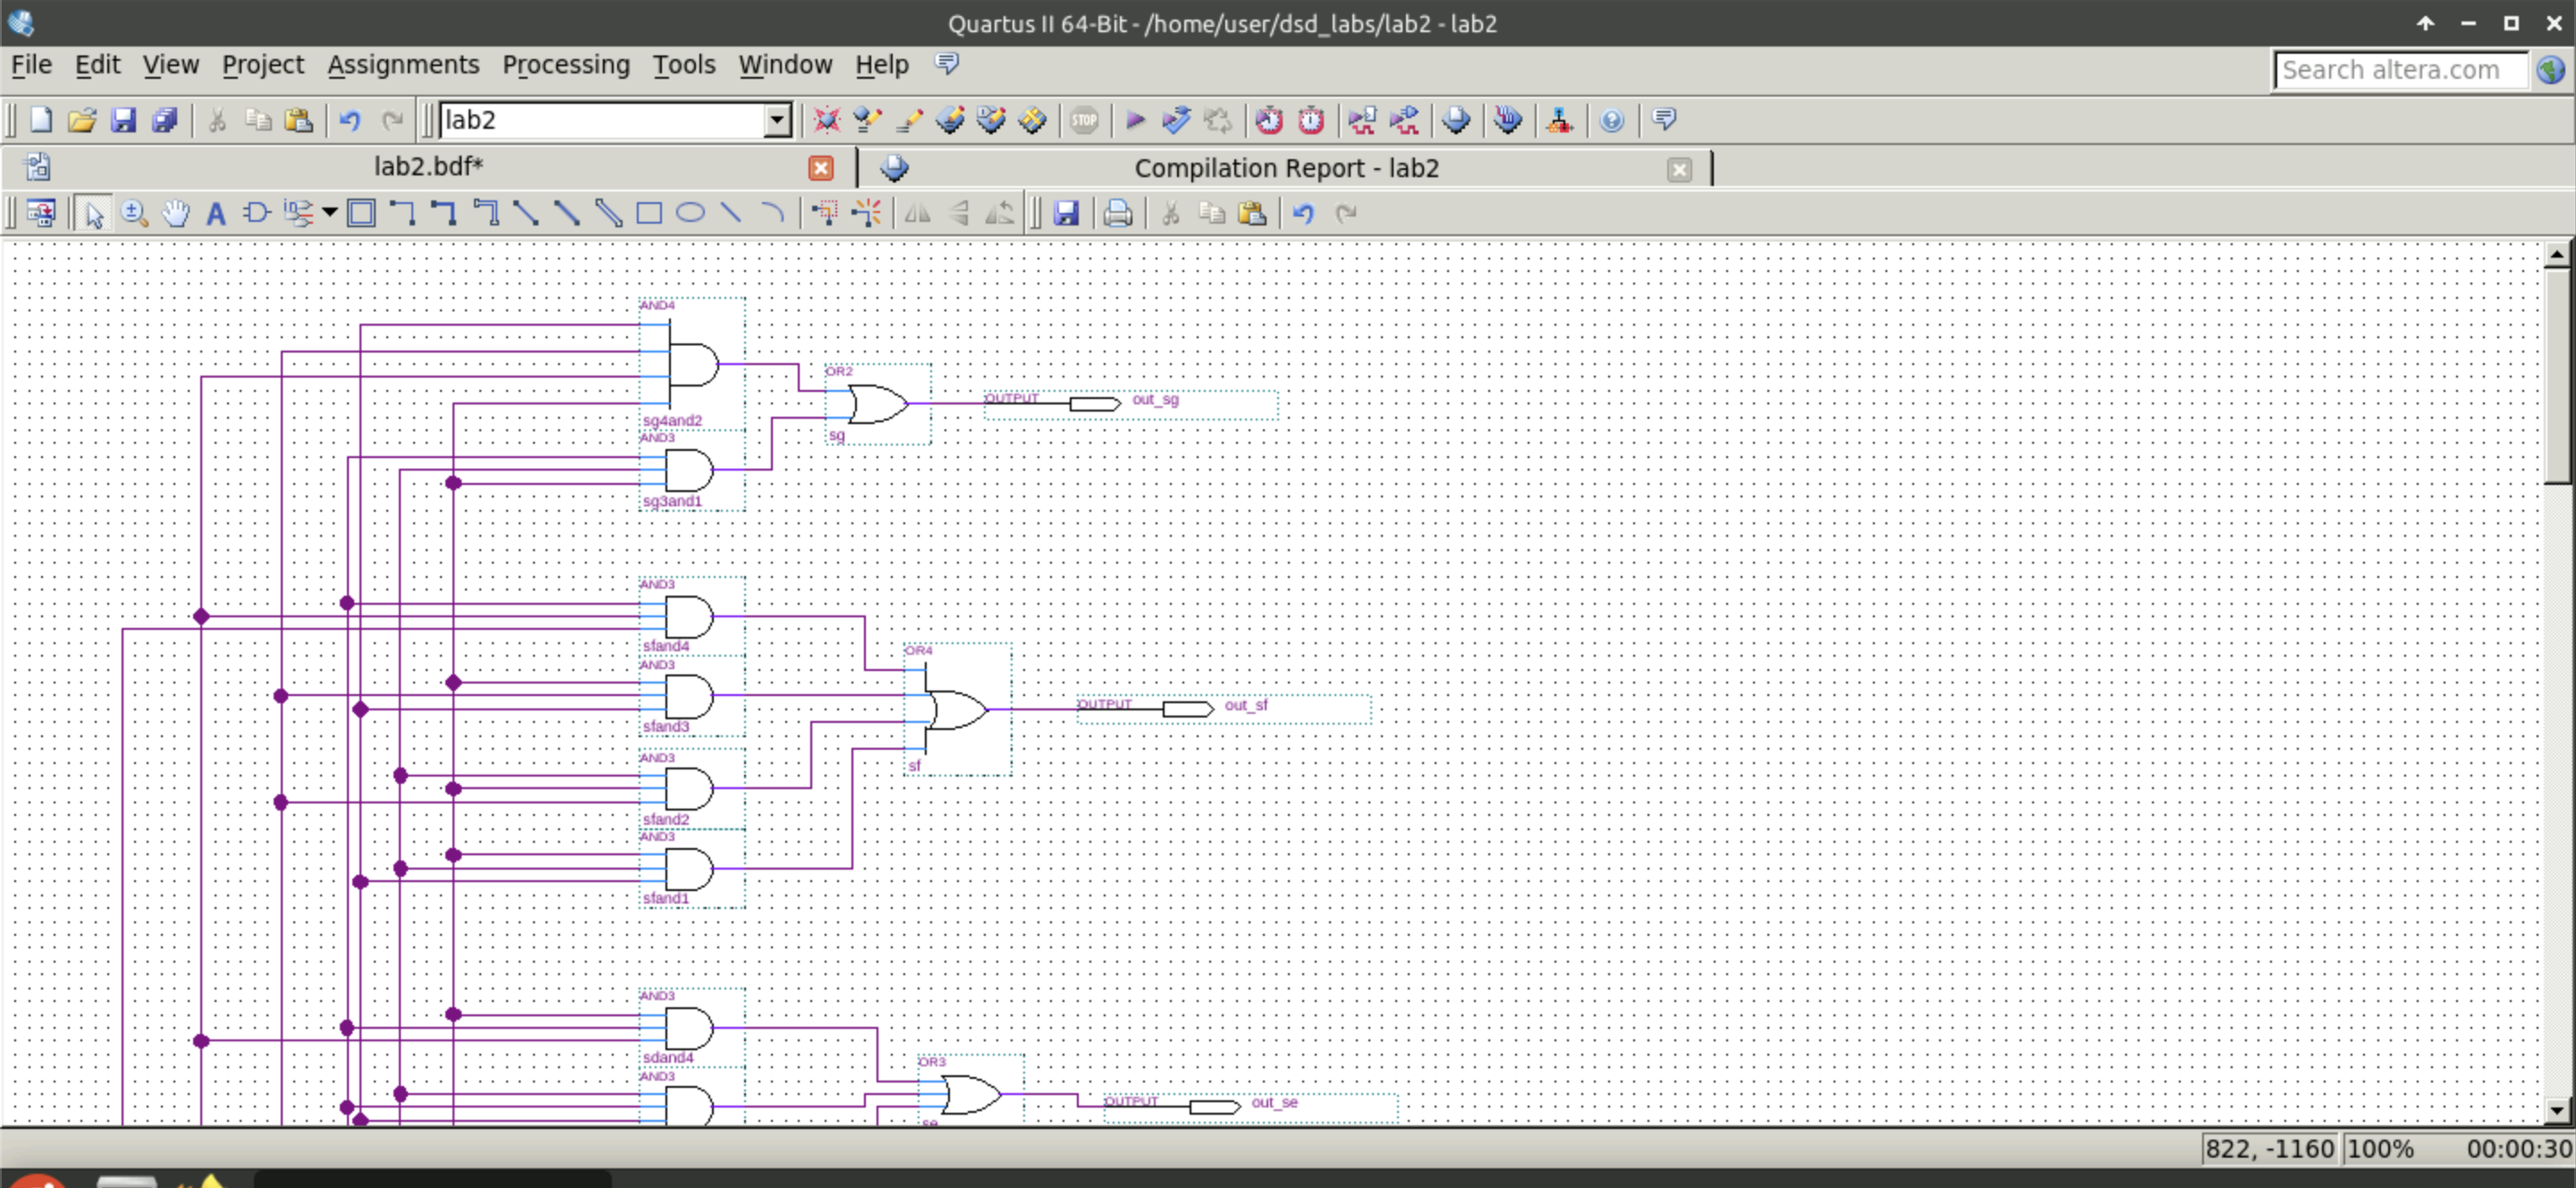 Quartus II 64-Bit - /home/user/dsd_labs/lab2 - lab2
File Edit View Project Assignments Processing Tools Window Help
Search altera.com
lab2
STOP
lab2.bdf*
Compilation Report - lab2
AND4
sg4and2
OR2
sg
OUTPUT out_sg
AND3
sg3and1
AND3
sfand4
AND3
sfand3
OR4
sf
OUTPUT out_sf
AND3
sfand2
AND3
sfand1
AND3
sdand4
AND3
OR3
se
OUTPUT out_se
822, -1160 100% 00:00:30